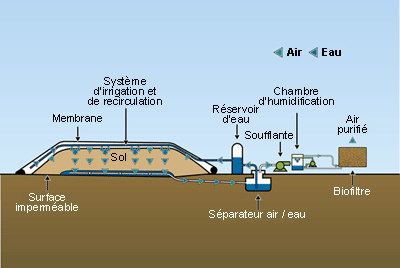 Air Eau
Système
d'irrigation et
de recirculation
Chambre
d'humidification
Membrane
Réservoir
d'eau
Air
purifié
Soufflante
Sol
Surface
imperméable
Biofiltre
Séparateur air / eau